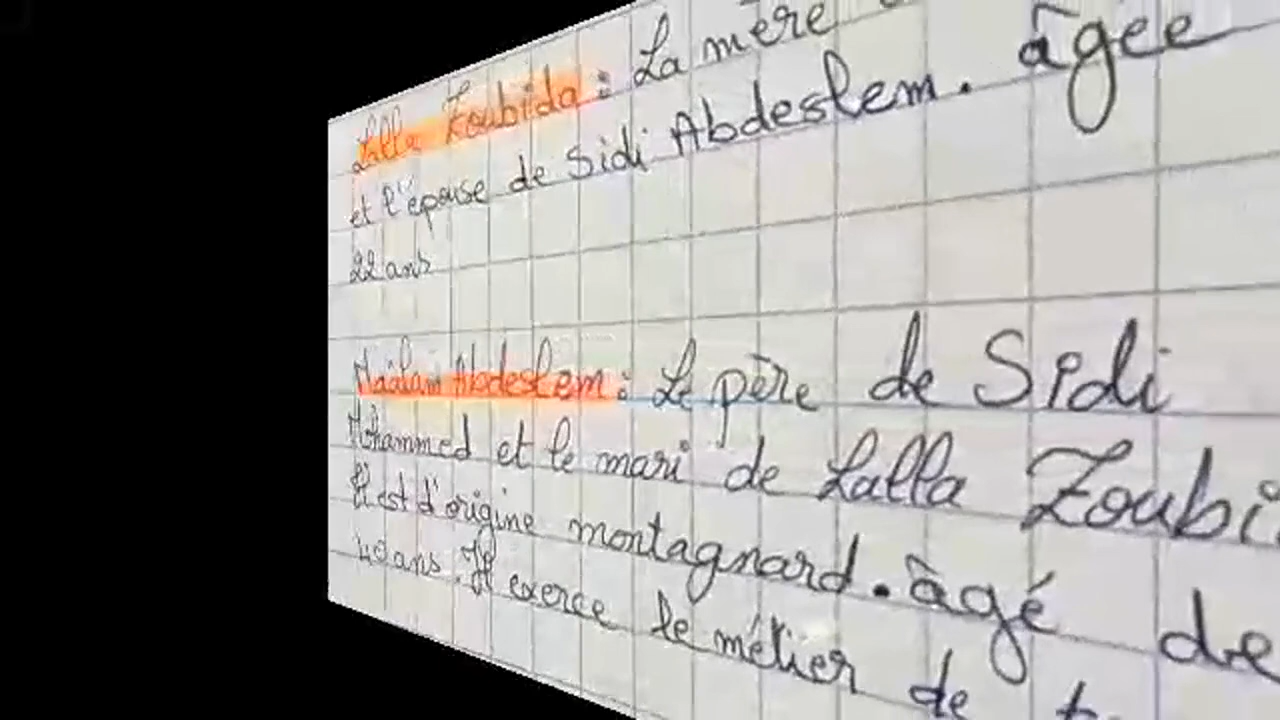 Lalla Zoubida : La mère
et l'épouse de Sidi Abdeslem. âgée
22 ans
Maâlam Abdeslem : Le père de Sidi
Mohammed et le mari de Lalla Zoubi
Il est d'origine montagnard. âgé de
40 ans. Il exerce le métier de